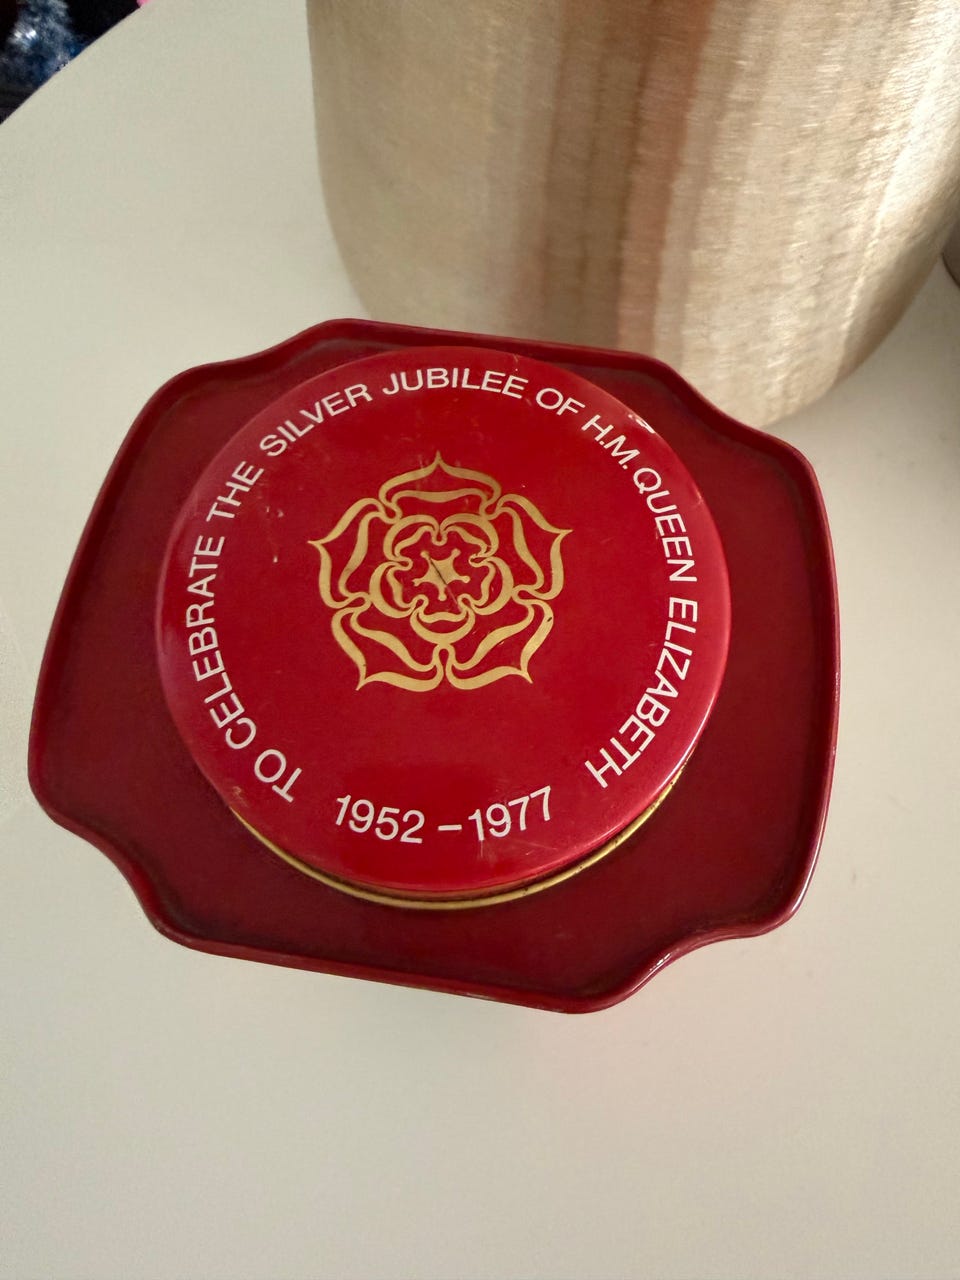 TO CELEBRATE THE SILVER JUBILEE OF H.M. QUEEN ELIZABETH
1952 – 1977